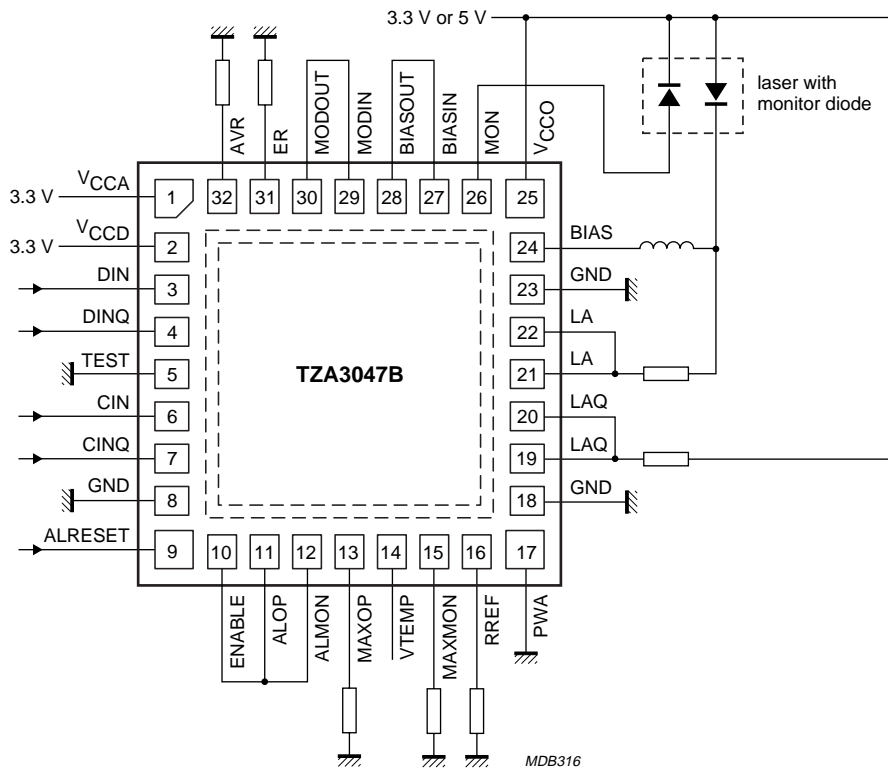 3.3 V or 5 V
laser with
monitor diode
AVR
ER
MODOUT
MODIN
BIASOUT
BIASIN
MON
VCCO
32
31
30
29
28
27
26
25
3.3 V
VCCA
1
3.3 V
VCCD
2
DIN
3
DINQ
4
TEST
5
CIN
6
CINQ
7
GND
8
ALRESET
9
TZA3047B
24
BIAS
23
GND
22
LA
21
LA
20
LAQ
19
LAQ
18
GND
10
11
12
13
14
15
16
17
ENABLE
ALOP
ALMON
MAXOP
VTEMP
MAXMON
RREF
PWA
MDB316